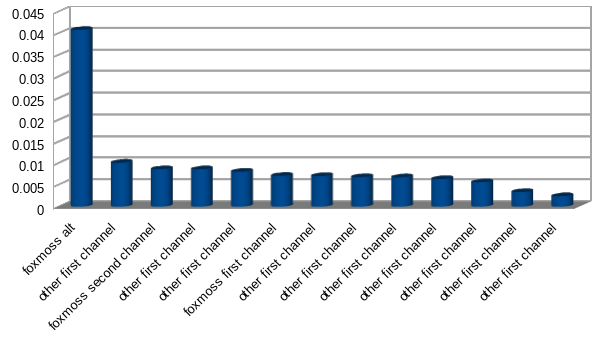 0.045
0.04
0.035
0.03
0.025
0.02
0.015
0.01
0.005
0
foxmoss alt
other first channel
foxmoss second channel
other first channel
other first channel
foxmoss first channel
other first channel
other first channel
other first channel
other first channel
other first channel
other first channel
other first channel